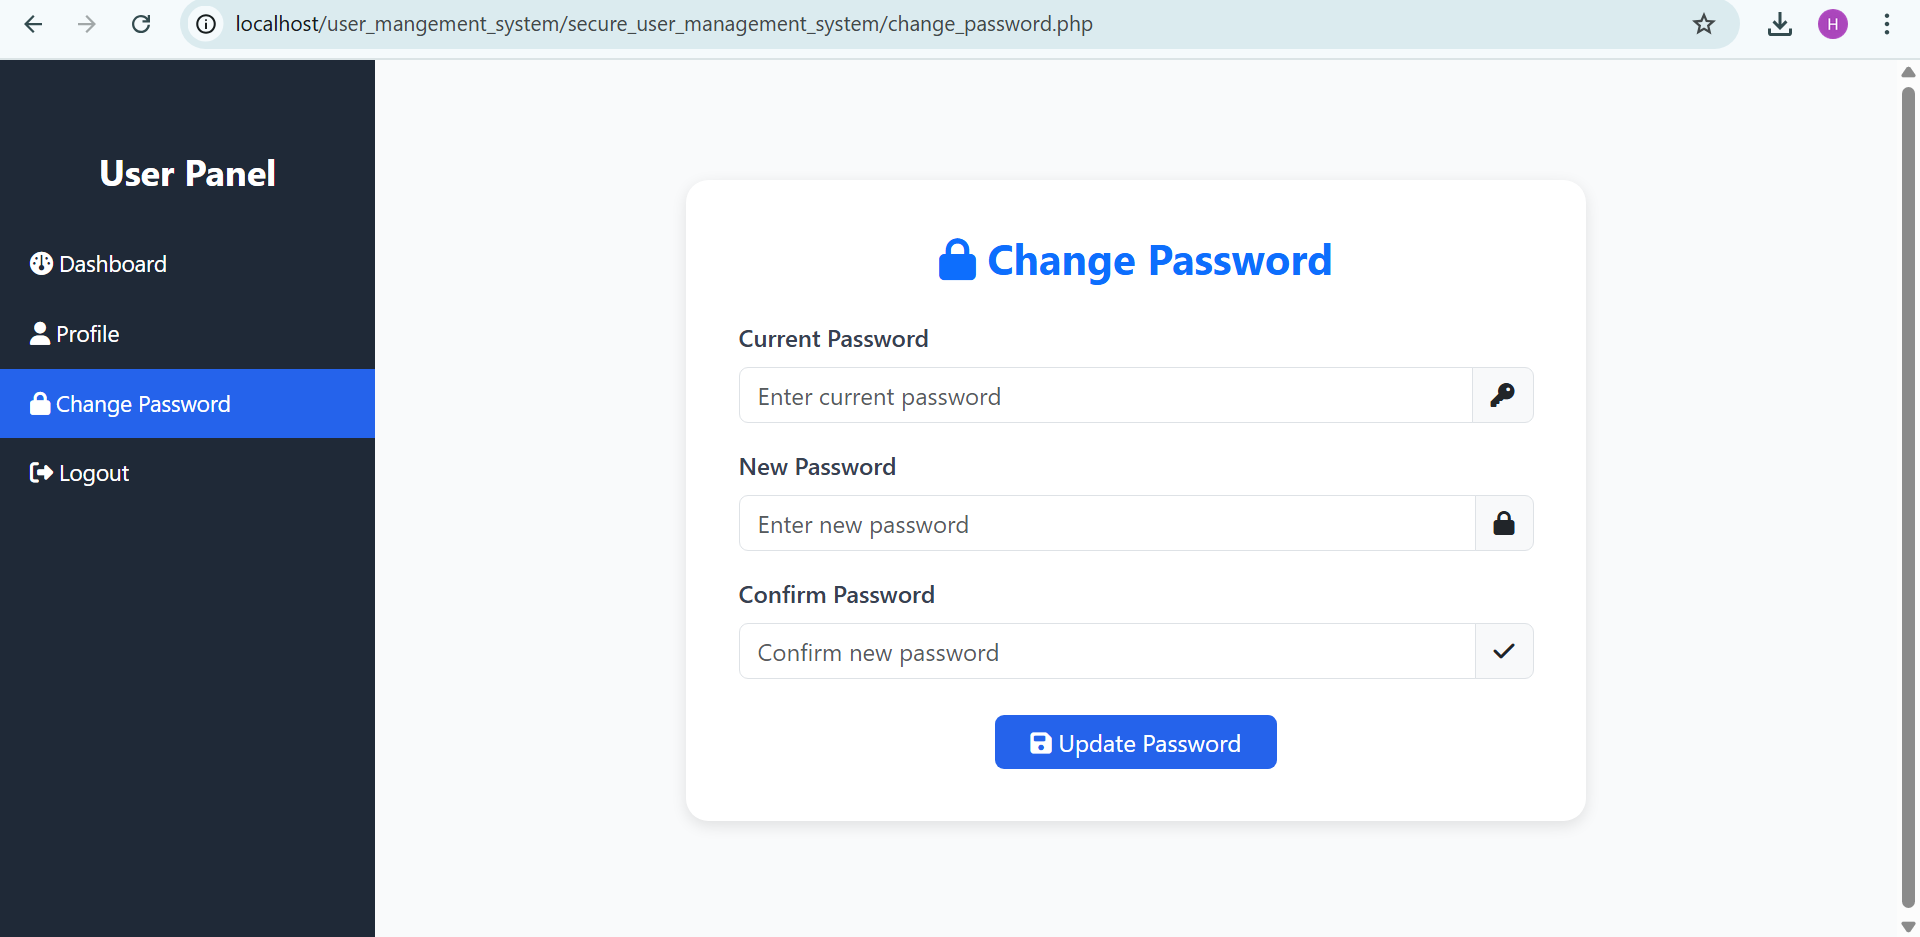 localhost/user_mangement_system/secure_user_management_system/change_password.php
H
User Panel
Dashboard
Profile
Change Password
Logout
Change Password
Current Password
Enter current password
New Password
Enter new password
Confirm Password
Confirm new password
Update Password